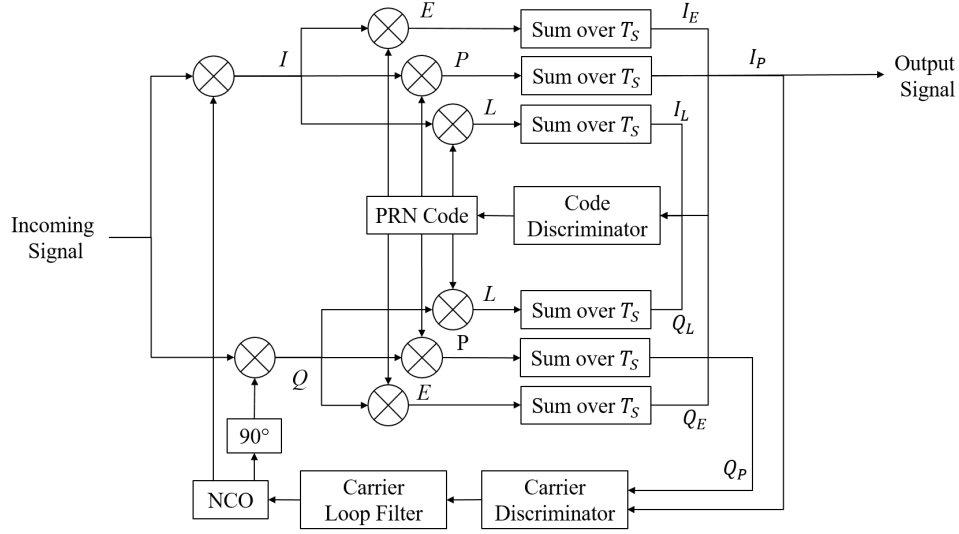 E
Sum over T_S
I_E
I
P
Sum over T_S
I_P
Output
Signal
L
Sum over T_S
I_L
PRN Code
Code
Discriminator
Incoming
Signal
L
Sum over T_S
Q_L
P
Sum over T_S
Q
E
Sum over T_S
Q_E
90°
Q_P
NCO
Carrier
Loop Filter
Carrier
Discriminator